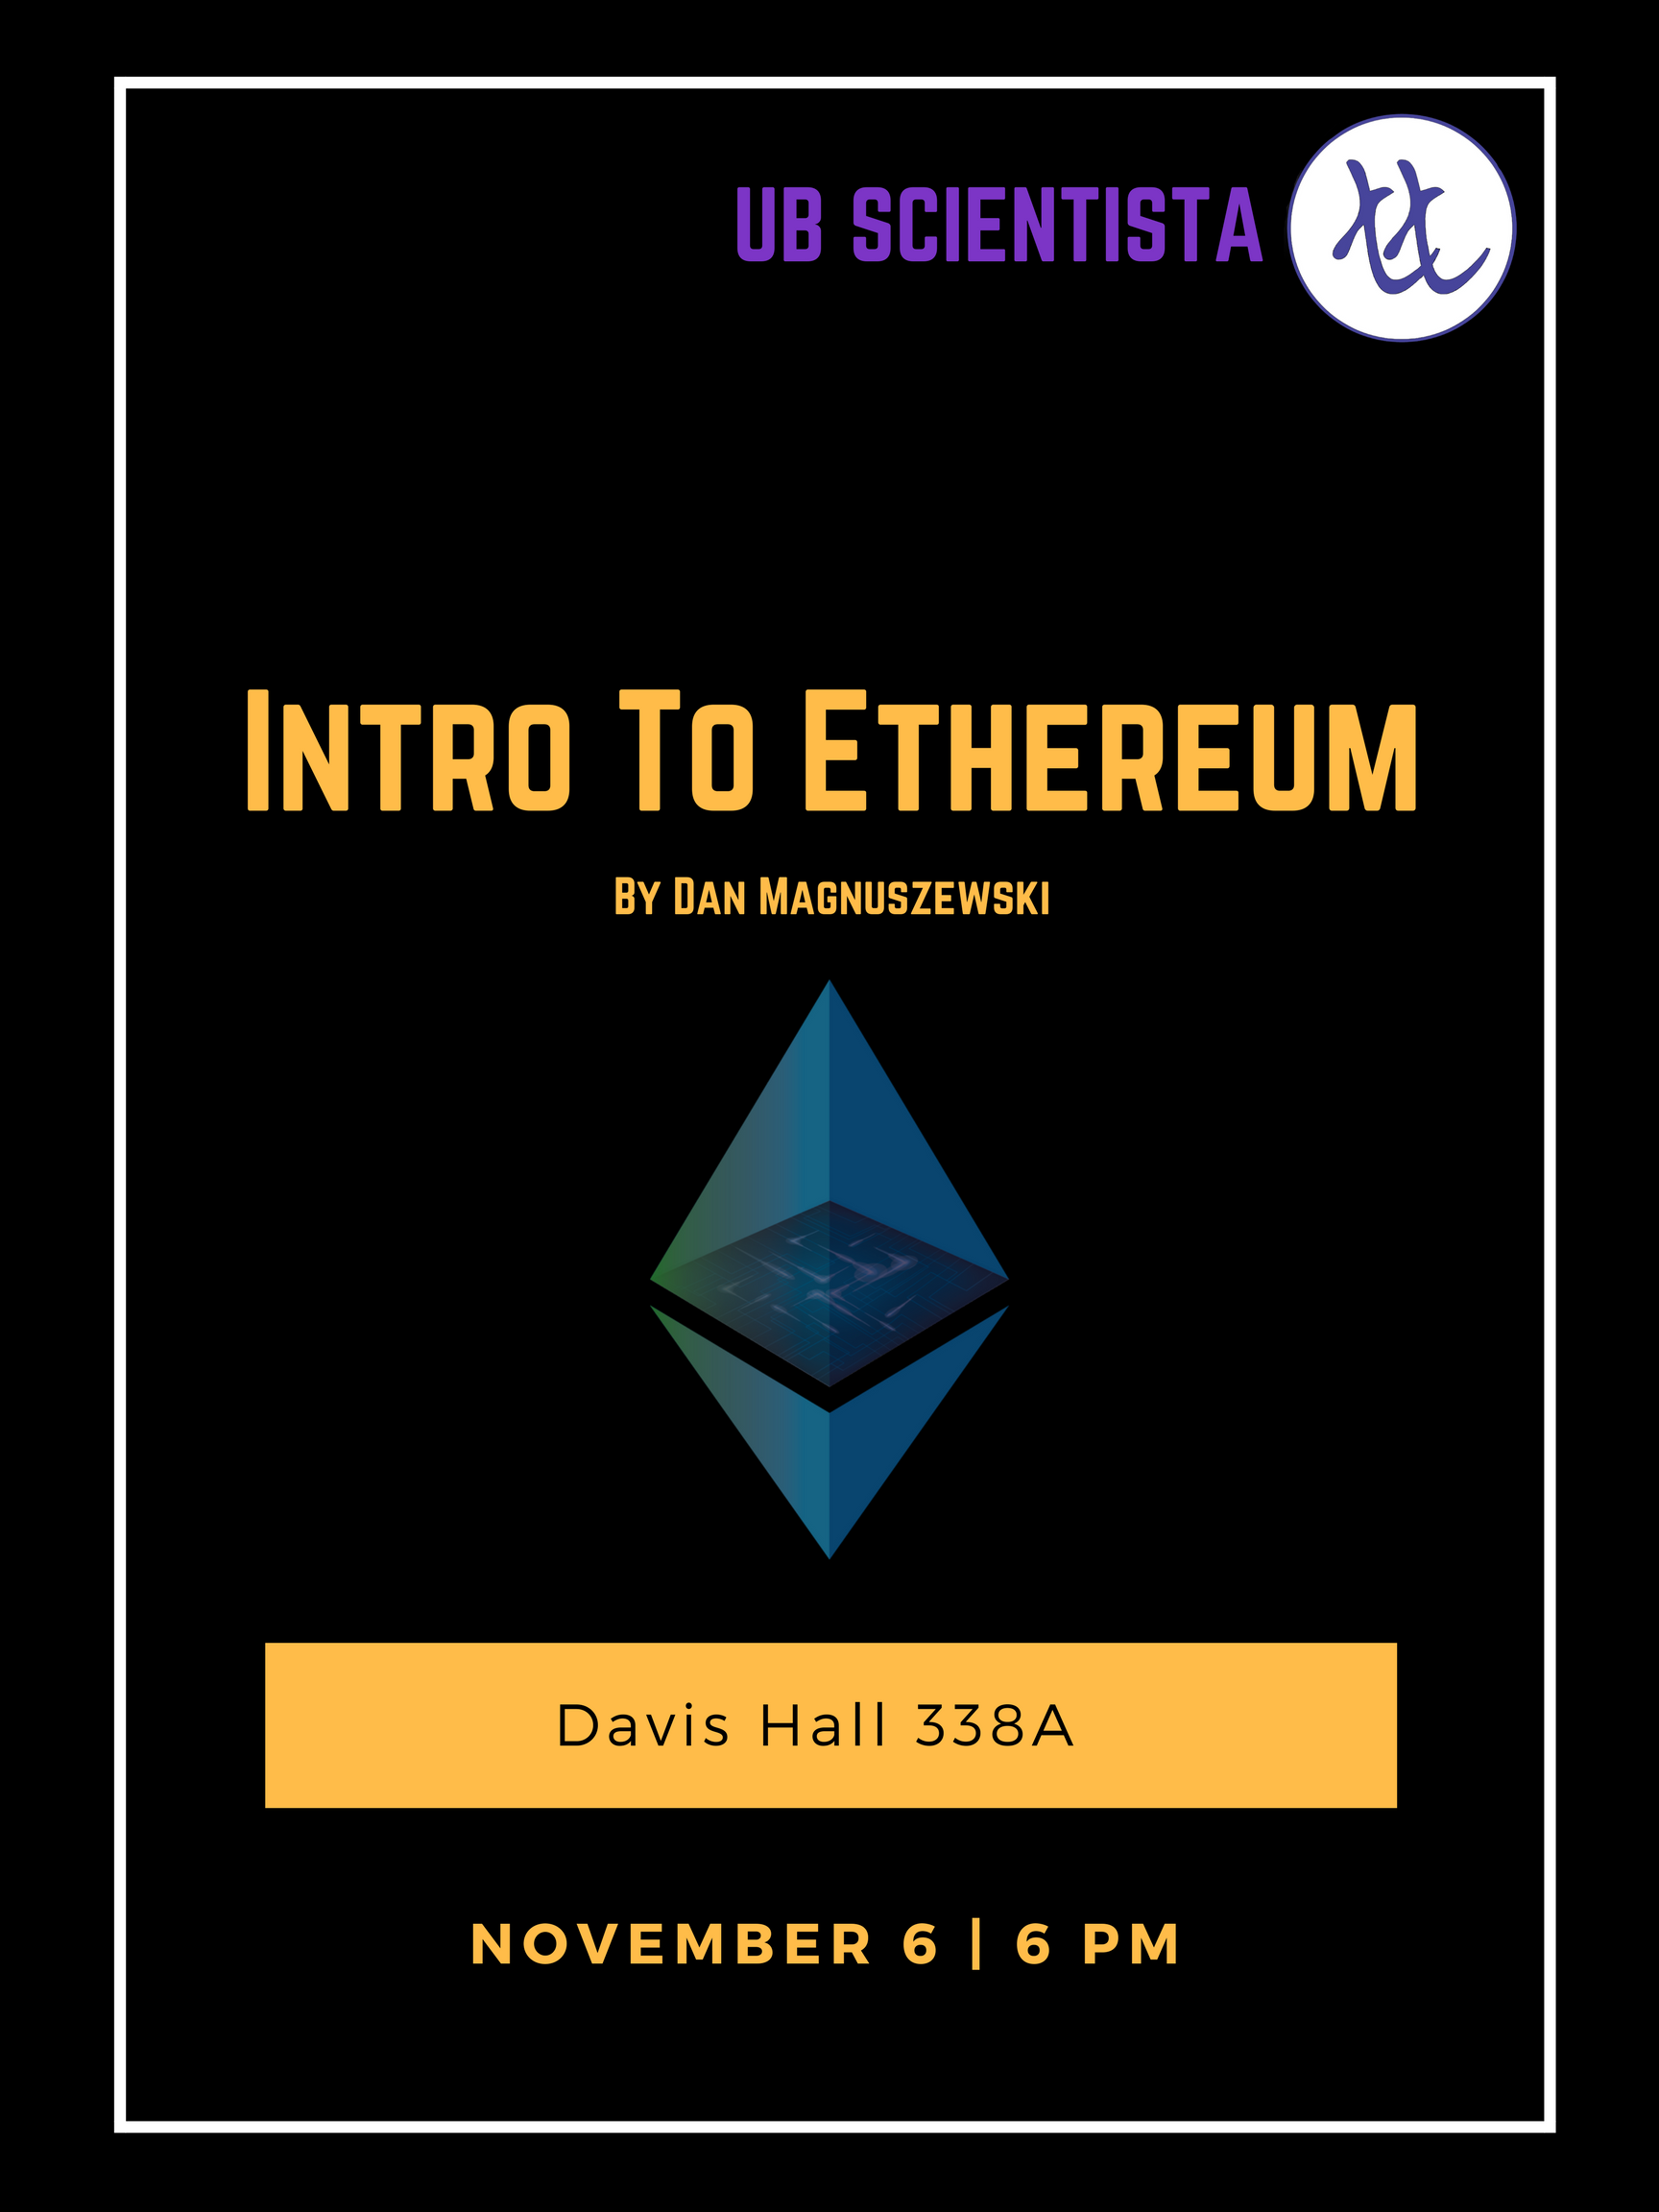 UB SCIENTISTA
INTRO TO ETHEREUM
BY DAN MAGNUSZEWSKI
Davis Hall 338A
NOVEMBER 6 | 6 PM